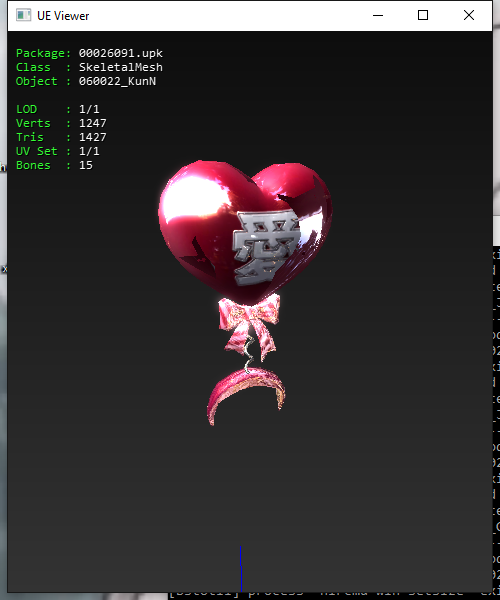 UE Viewer
Package: 00026091.upk
Class : SkeletalMesh
Object : 060022_KunN
LOD : 1/1
Verts : 1247
Tris : 1427
UV Set : 1/1
Bones : 15
愛